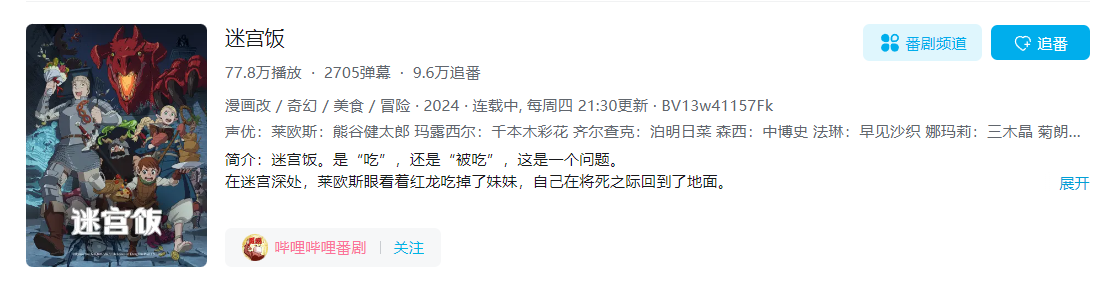 迷宫饭
番剧频道
追番
77.8万播放 · 2705弹幕 · 9.6万追番
漫画改 / 奇幻 / 美食 / 冒险 · 2024 · 连载中, 每周四 21:30更新 · BV13w41157Fk
声优：莱欧斯：熊谷健太郎 玛露西尔：千本木彩花 齐尔查克：泊明日菜 森西：中博史 法琳：早见沙织 娜玛莉：三木晶 菊朗...
简介：迷宫饭。是“吃”，还是“被吃”，这是一个问题。
在迷宫深处，莱欧斯眼看着红龙吃掉了妹妹，自己在将死之际回到了地面。
展开
迷宫饭
哔哩哔哩番剧 | 关注